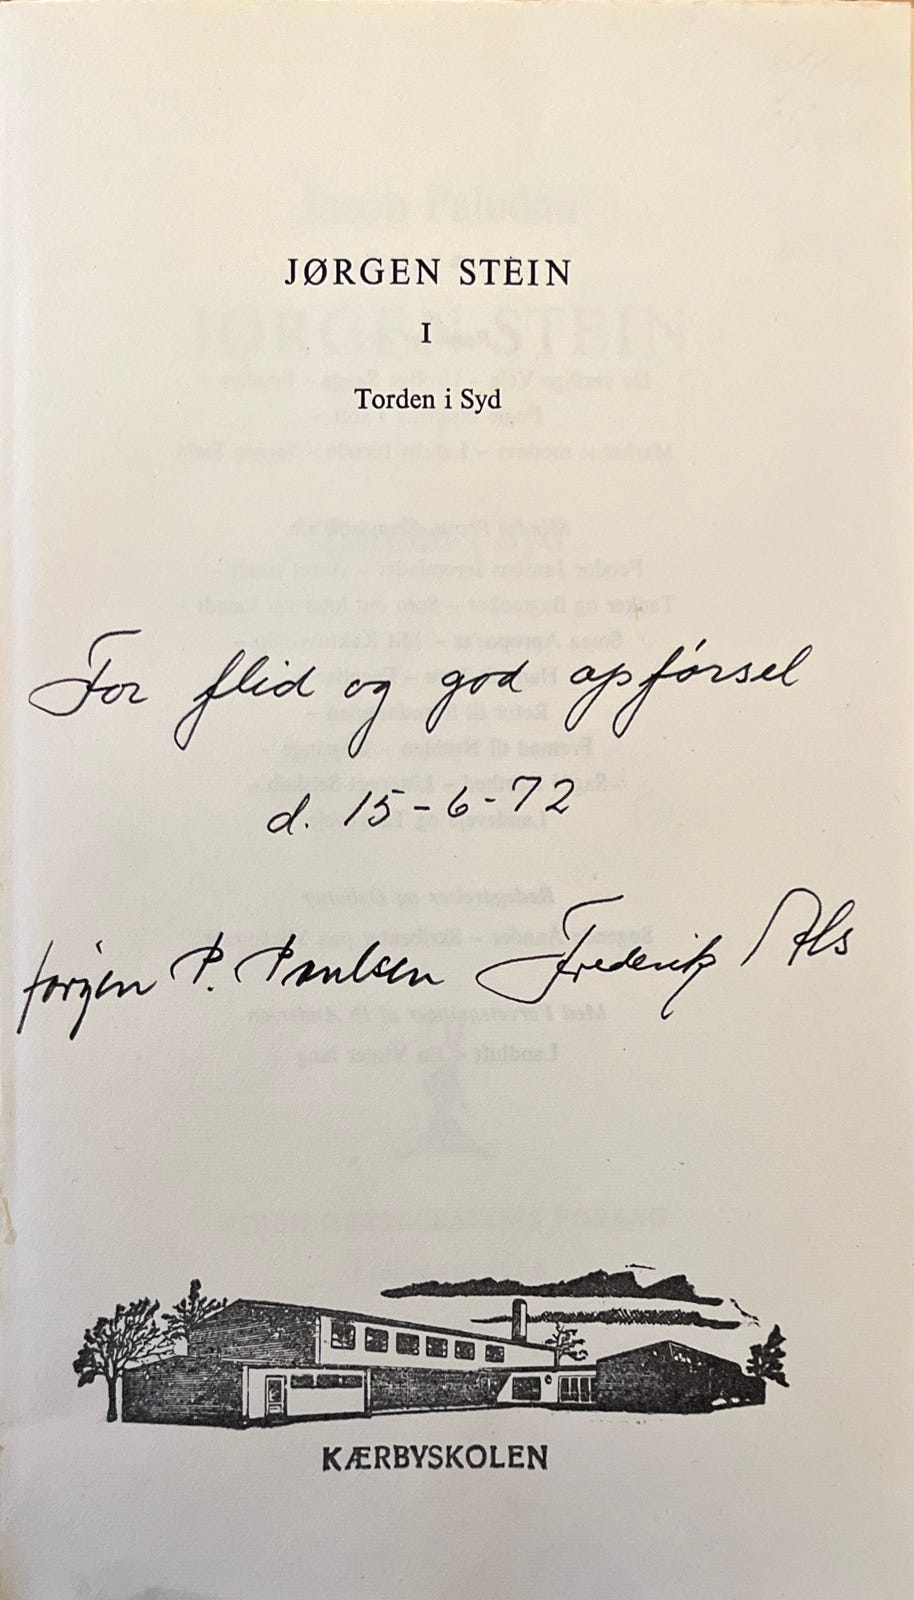 JØRGEN STEIN
I
Torden i Syd
For flid og god opførsel
d. 15-6-72
Jørgen P. Paulsen Frederik Als
KÆRBYSKOLEN